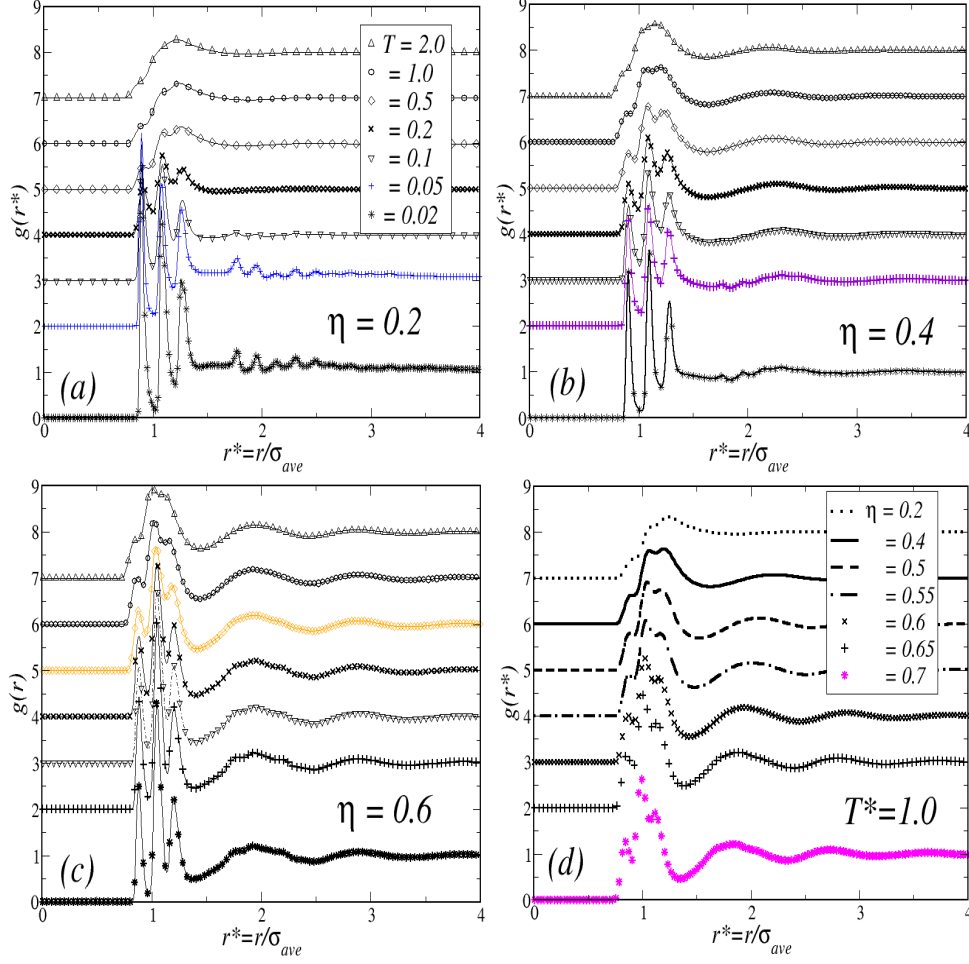 9
8
7
6
5
4
3
2
1
0
g(r*)
T = 2.0
= 1.0
= 0.5
= 0.2
= 0.1
= 0.05
= 0.02
η = 0.2
(a)
0 1 2 3 4
r*=r/σave
9
8
7
6
5
4
3
2
1
0
g(r*)
η = 0.4
(b)
0 1 2 3 4
r*=r/σave
9
8
7
6
5
4
3
2
1
0
g(r)
η = 0.6
(c)
0 1 2 3 4
r*=r/σave
9
8
7
6
5
4
3
2
1
0
g(r*)
η = 0.2
= 0.4
= 0.5
= 0.55
= 0.6
= 0.65
= 0.7
T*=1.0
(d)
0 1 2 3 4
r*=r/σave